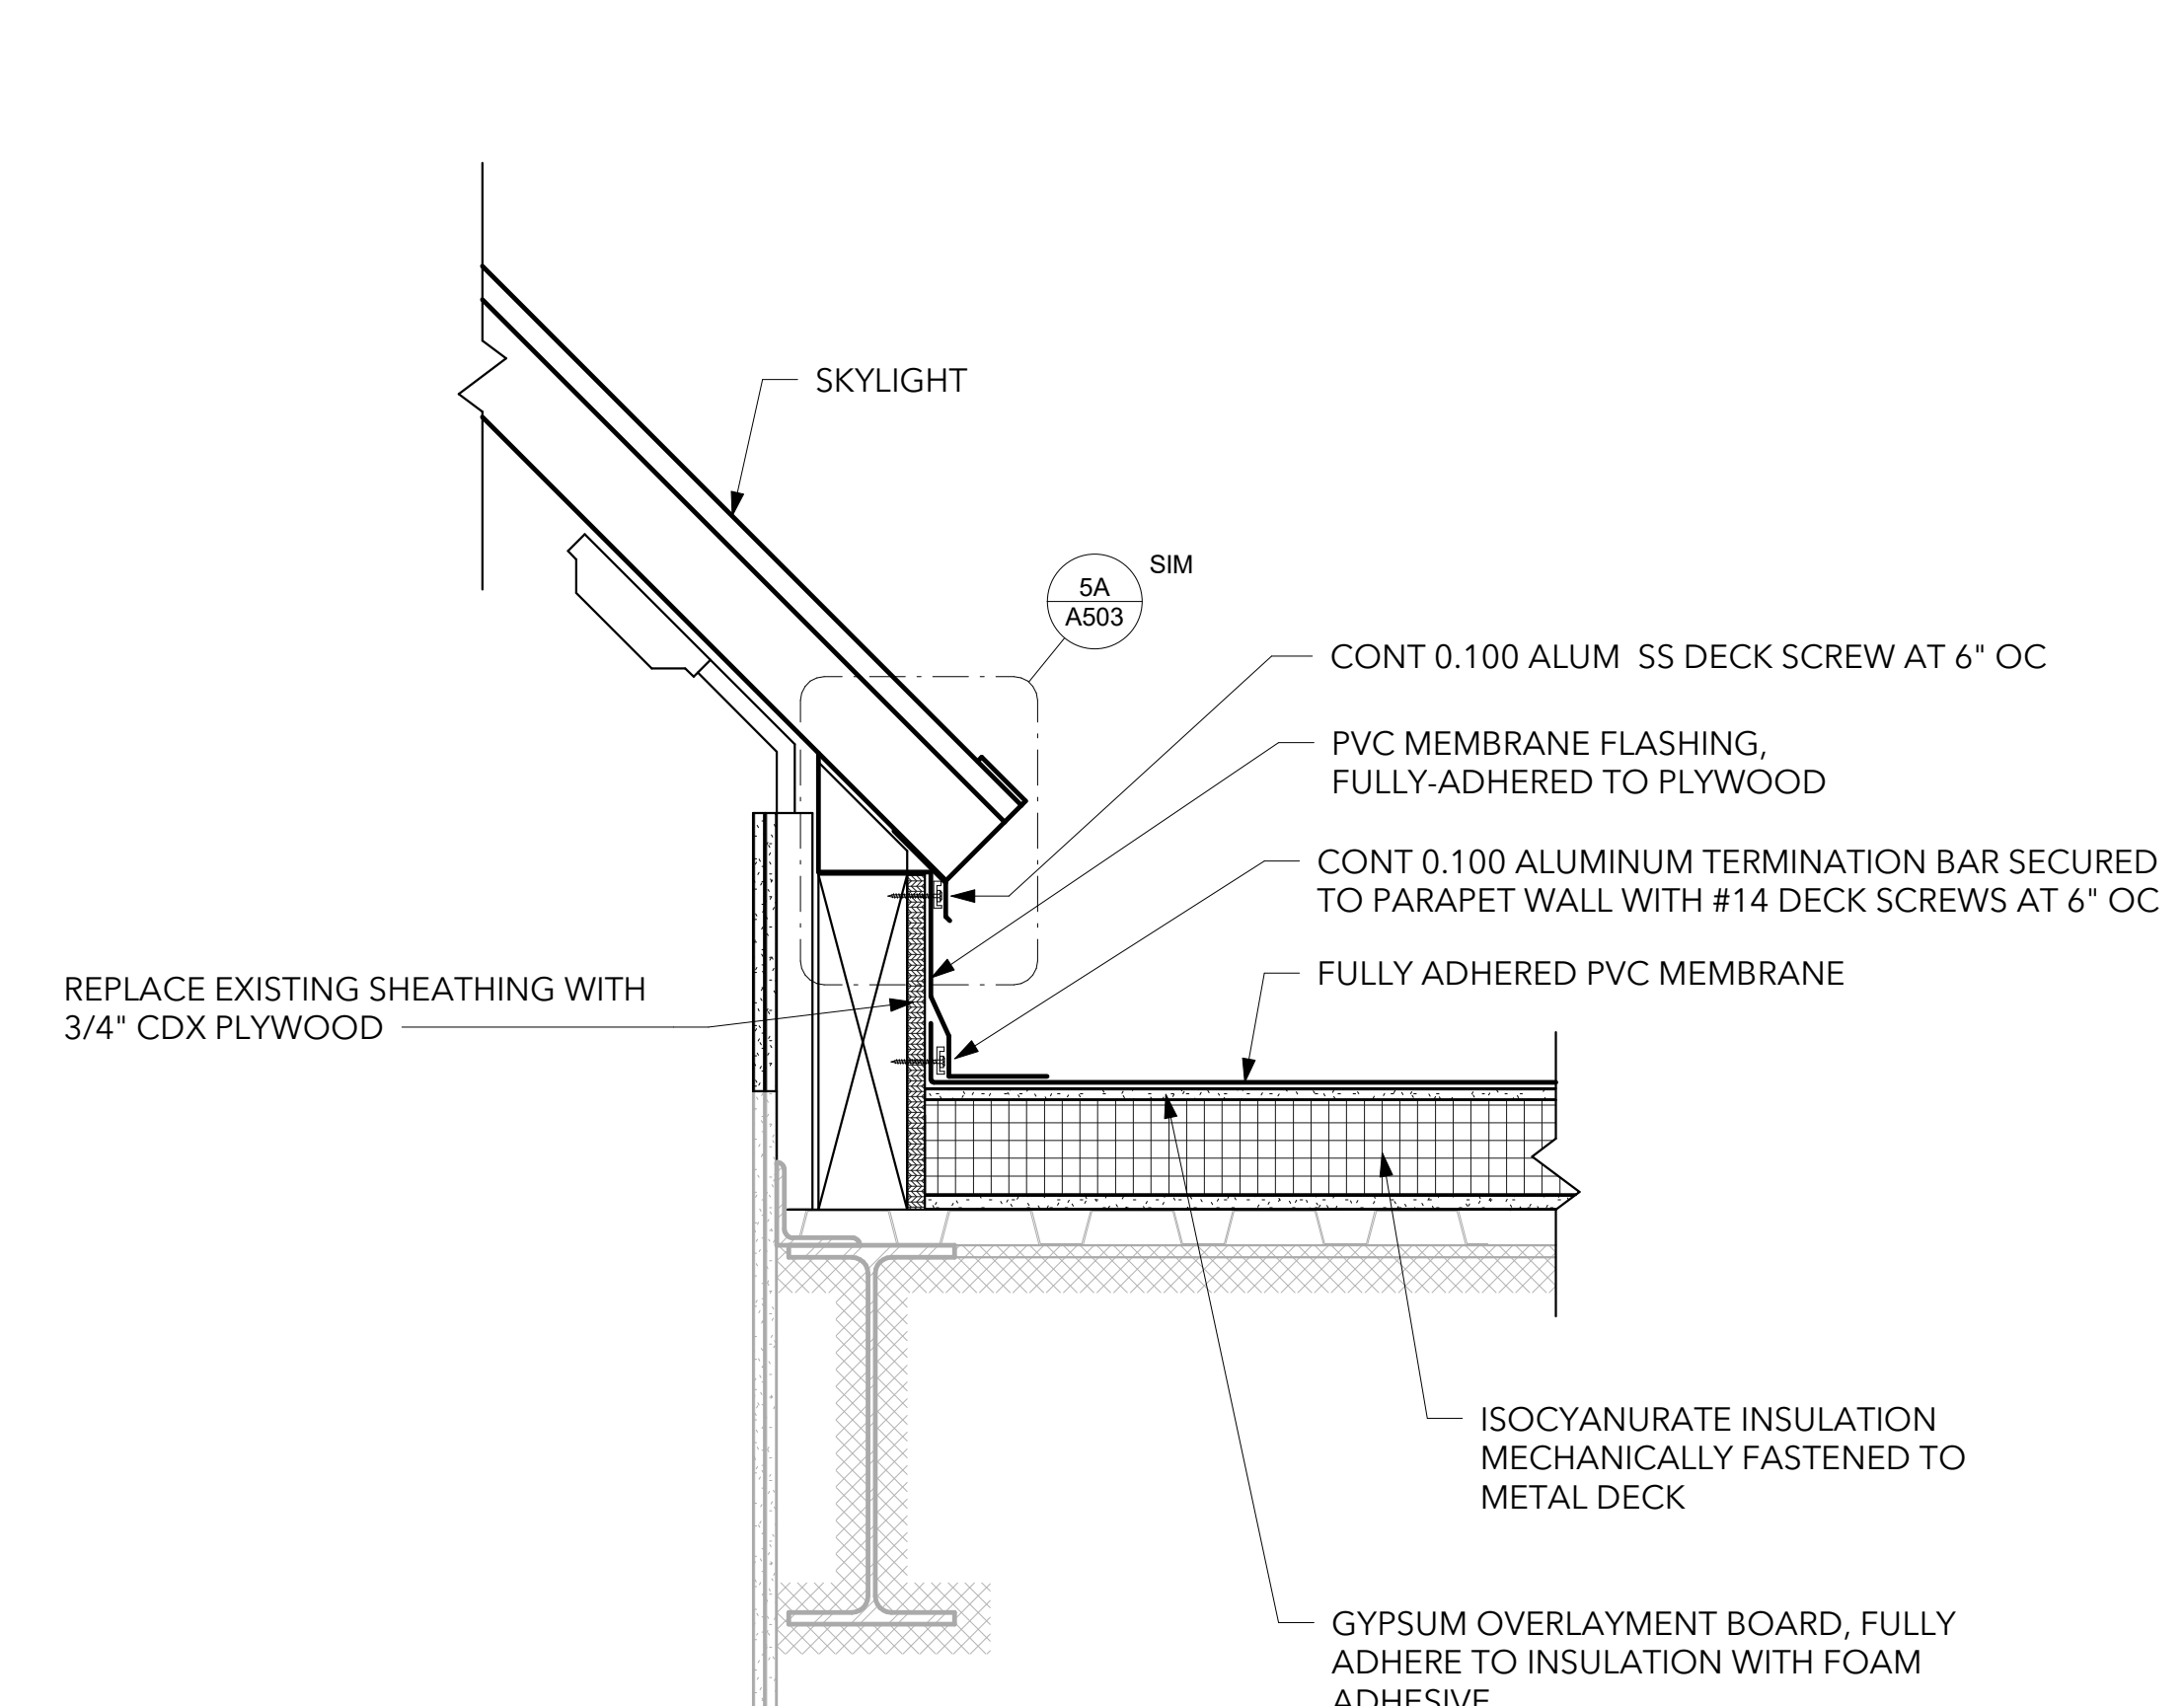 SKYLIGHT
SIM
5A
A503
CONT 0.100 ALUM  SS DECK SCREW AT 6" OC
PVC MEMBRANE FLASHING,
FULLY-ADHERED TO PLYWOOD
CONT 0.100 ALUMINUM TERMINATION BAR SECURED
TO PARAPET WALL WITH #14 DECK SCREWS AT 6" OC
FULLY ADHERED PVC MEMBRANE
REPLACE EXISTING SHEATHING WITH
3/4" CDX PLYWOOD
ISOCYANURATE INSULATION
MECHANICALLY FASTENED TO
METAL DECK
GYPSUM OVERLAYMENT BOARD, FULLY
ADHERE TO INSULATION WITH FOAM
ADHESIVE